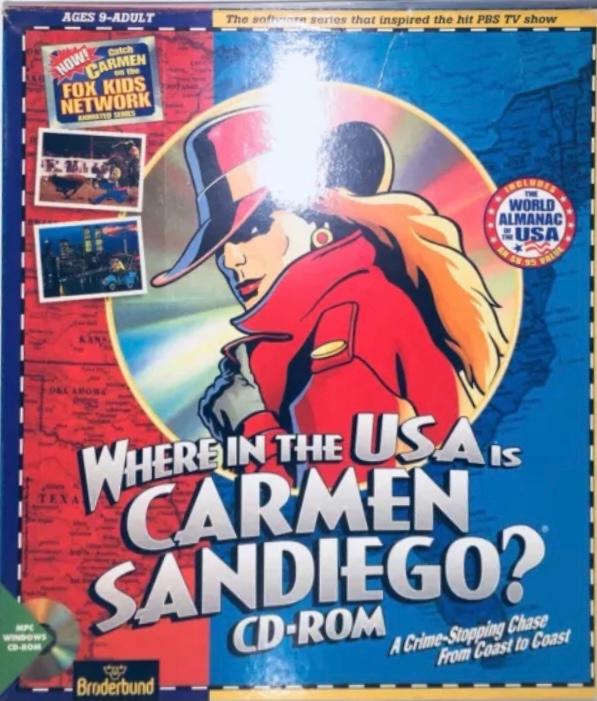 AGES 9-ADULT
The software series that inspired the hit PBS TV show
NOW!
Catch
CARMEN
on the
FOX KIDS
NETWORK
ANIMATED SERIES
INCLUDES
THE
WORLD
ALMANAC
OF THE
USA
AN $9.95 VALUE
KANS
OKLAHOMA
TEXA
WHERE IN THE USA IS
CARMEN
SANDIEGO?
CD-ROM
A Crime-Stopping Chase
From Coast to Coast
MPC
WINDOWS
CD-ROM
Brøderbund